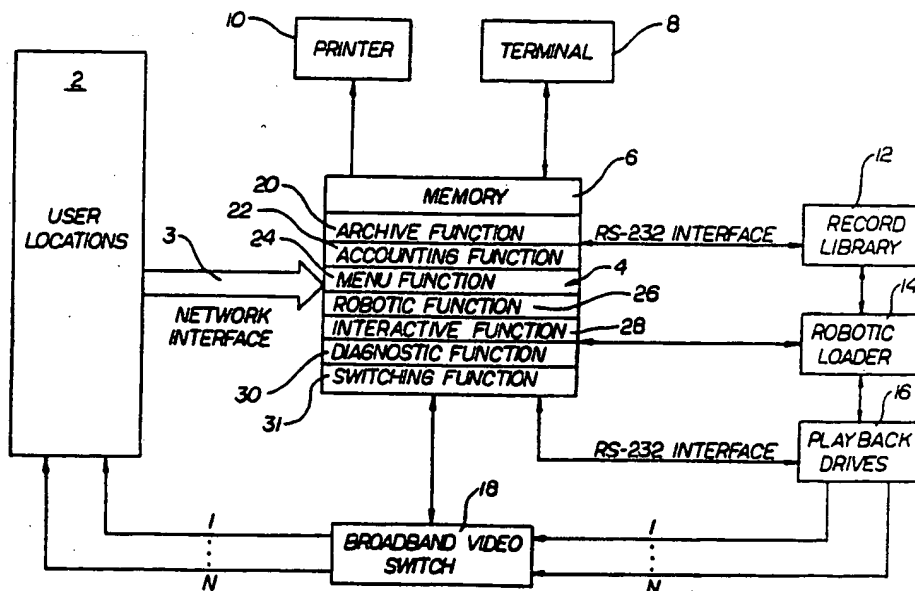 10
PRINTER
TERMINAL
8
2
USER
LOCATIONS
3
NETWORK
INTERFACE
6
MEMORY
20
ARCHIVE FUNCTION
22
ACCOUNTING FUNCTION
24
MENU FUNCTION
4
ROBOTIC FUNCTION
26
INTERACTIVE FUNCTION
28
DIAGNOSTIC FUNCTION
30
SWITCHING FUNCTION
31
RS-232 INTERFACE
12
RECORD
LIBRARY
14
ROBOTIC
LOADER
16
PLAYBACK
DRIVES
RS-232 INTERFACE
18
BROADBAND VIDEO
SWITCH
1
N
1
N